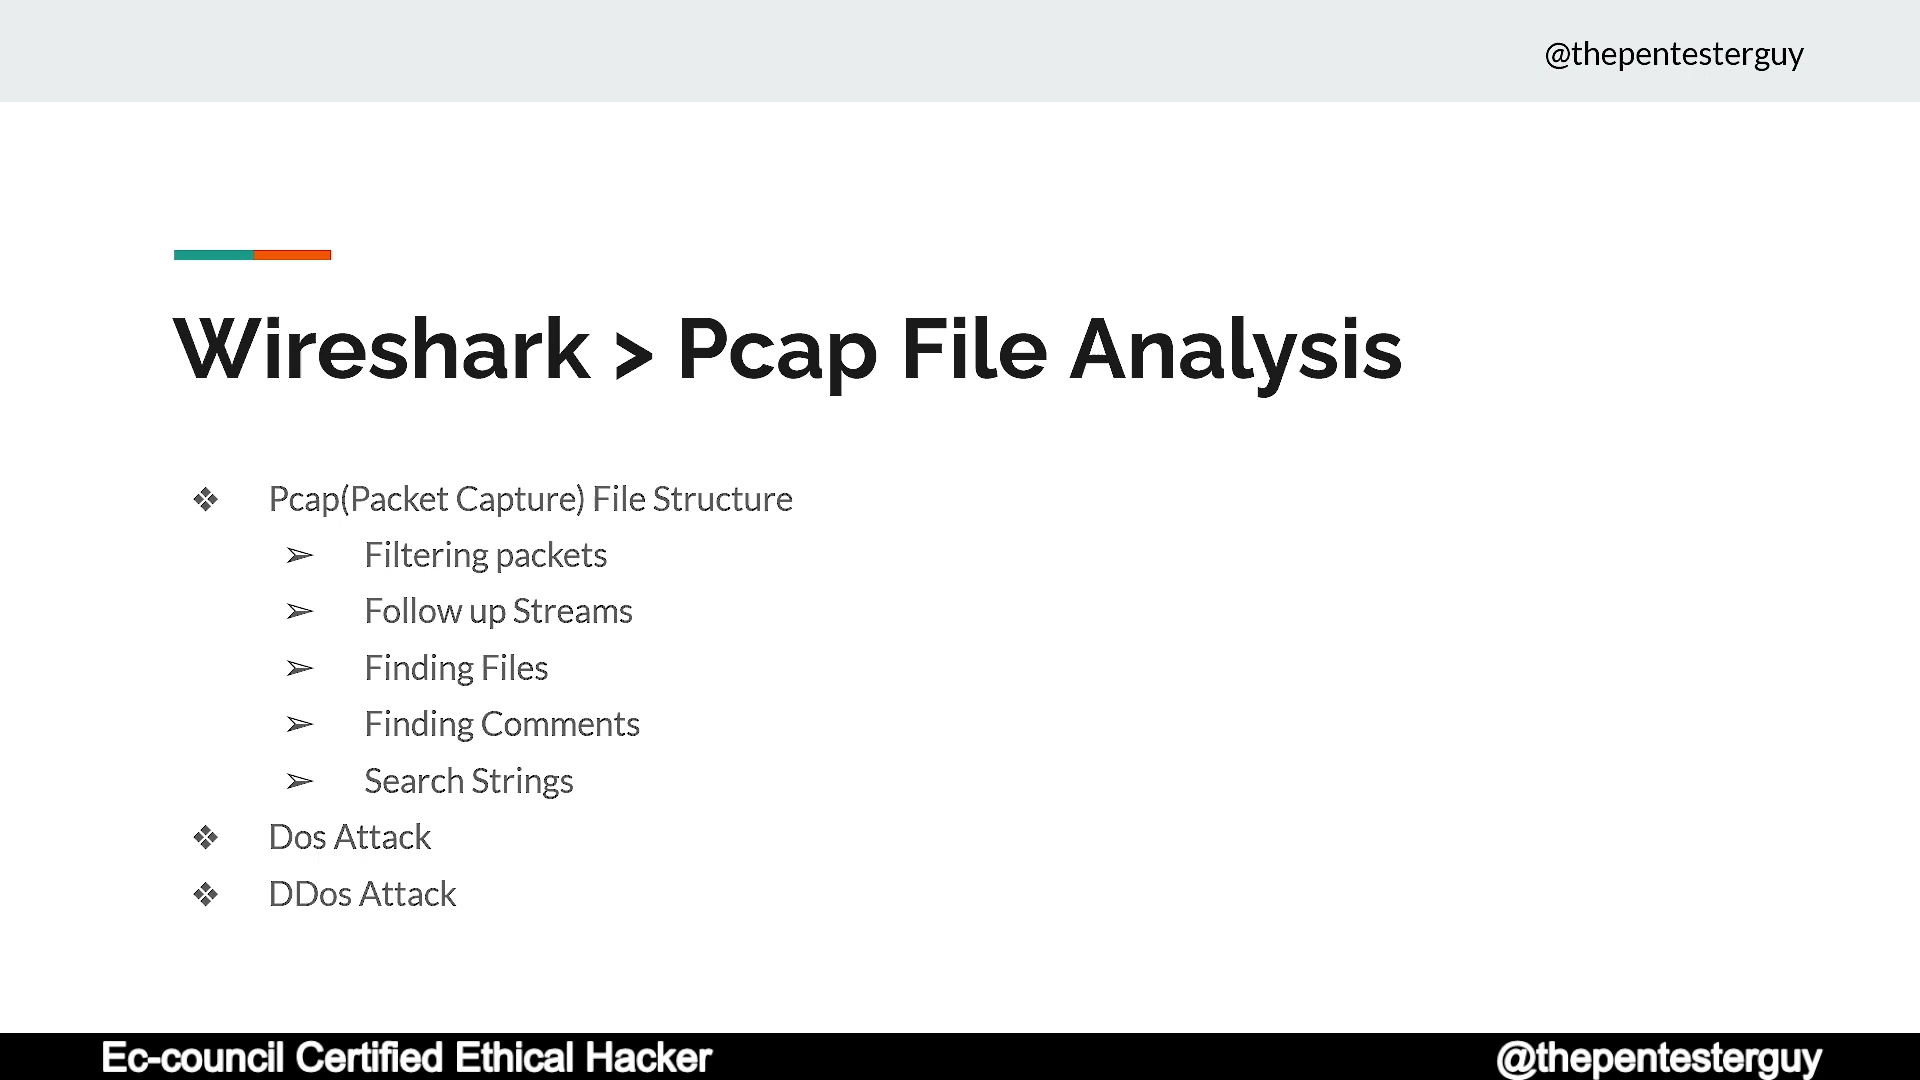 @thepentesterguy
Wireshark > Pcap File Analysis
❖ Pcap(Packet Capture) File Structure
➢ Filtering packets
➢ Follow up Streams
➢ Finding Files
➢ Finding Comments
➢ Search Strings
❖ Dos Attack
❖ DDos Attack
Ec-council Certified Ethical Hacker
@thepentesterguy